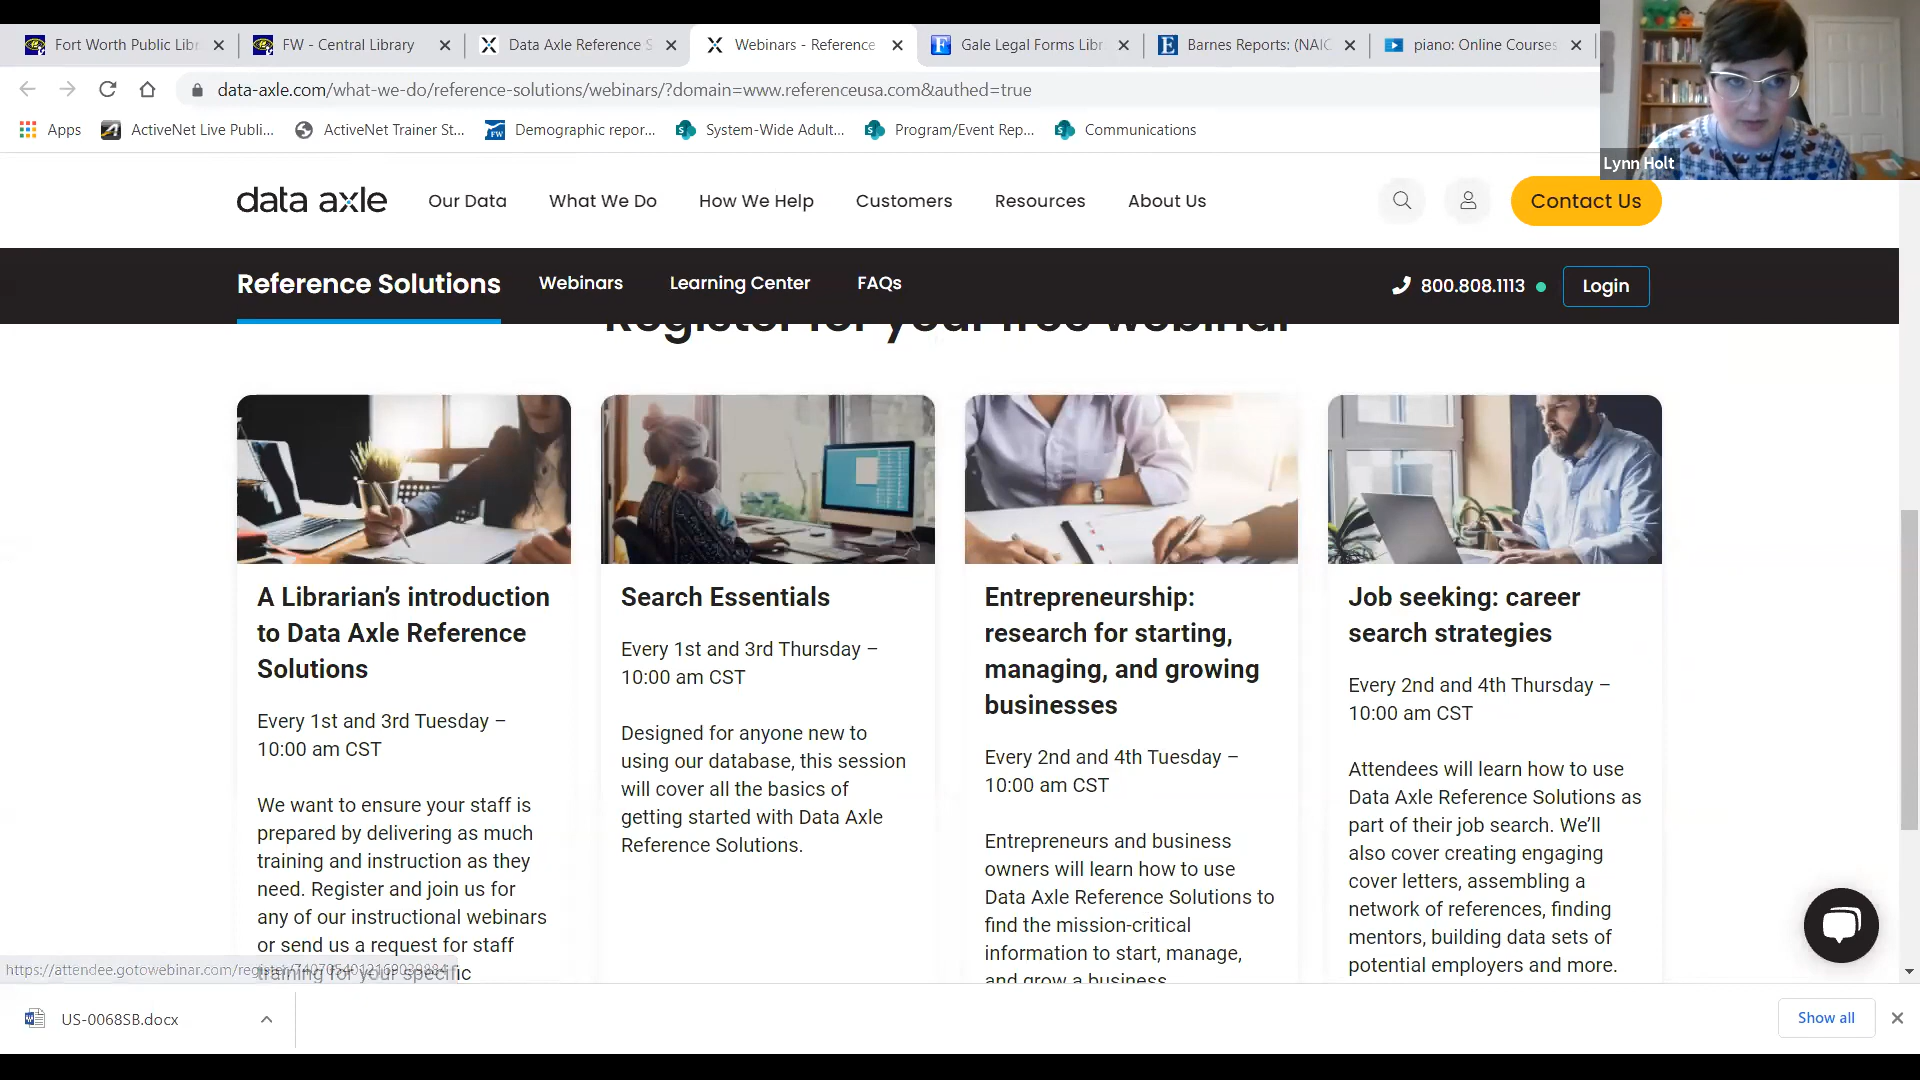 Fort Worth Public Libr
FW - Central Library
Data Axle Reference S
Webinars - Reference
Gale Legal Forms Libr
Barnes Reports: (NAIC
piano: Online Courses
data-axle.com/what-we-do/reference-solutions/webinars/?domain=www.referenceusa.com&authed=true
Apps
ActiveNet Live Publi...
ActiveNet Trainer St...
Demographic repor...
System-Wide Adult...
Program/Event Rep...
Communications
Lynn Holt
data axle
Our Data
What We Do
How We Help
Customers
Resources
About Us
Contact Us
Reference Solutions
Webinars
Learning Center
FAQs
800.808.1113
Login
Register for your free webinar
A Librarian’s introduction
to Data Axle Reference
Solutions
Every 1st and 3rd Tuesday –
10:00 am CST
We want to ensure your staff is
prepared by delivering as much
training and instruction as they
need. Register and join us for
any of our instructional webinars
or send us a request for staff
training for your specific
Search Essentials
Every 1st and 3rd Thursday –
10:00 am CST
Designed for anyone new to
using our database, this session
will cover all the basics of
getting started with Data Axle
Reference Solutions.
Entrepreneurship:
research for starting,
managing, and growing
businesses
Every 2nd and 4th Tuesday –
10:00 am CST
Entrepreneurs and business
owners will learn how to use
Data Axle Reference Solutions to
find the mission-critical
information to start, manage,
and grow a business.
Job seeking: career
search strategies
Every 2nd and 4th Thursday –
10:00 am CST
Attendees will learn how to use
Data Axle Reference Solutions as
part of their job search. We’ll
also cover creating engaging
cover letters, assembling a
network of references, finding
mentors, building data sets of
potential employers and more.
US-0068SB.docx
Show all